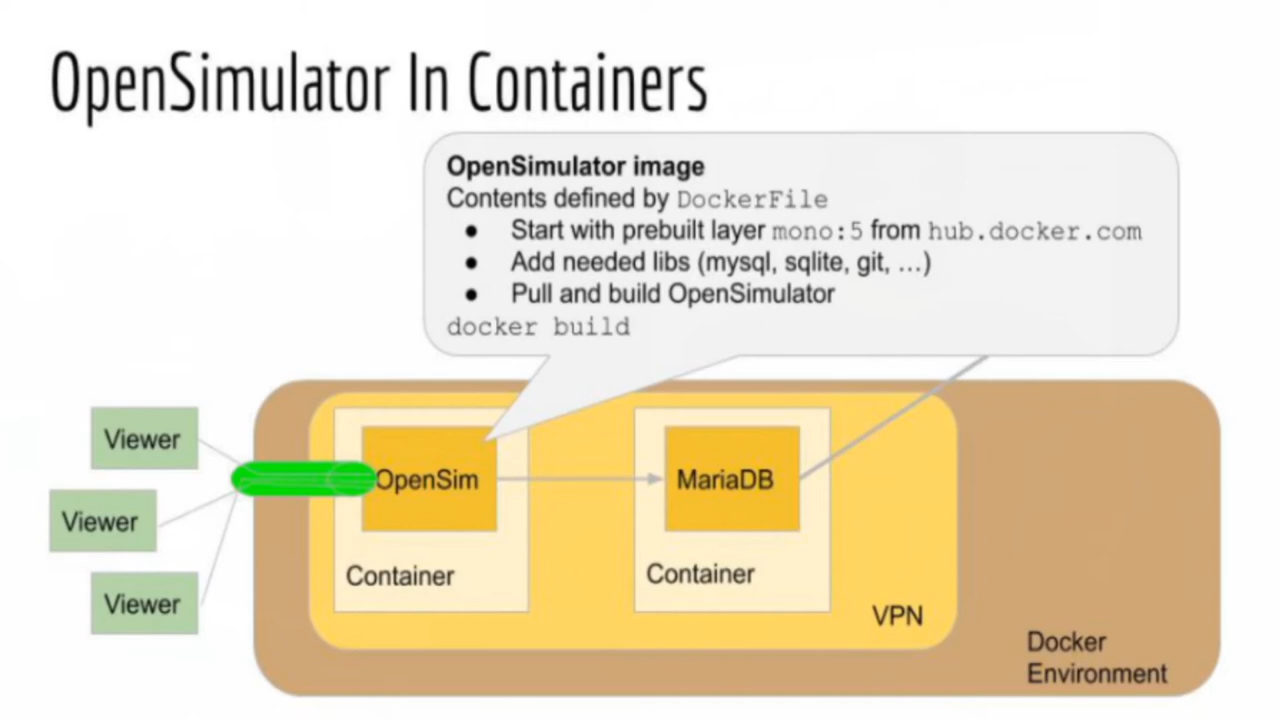 OpenSimulator In Containers
OpenSimulator image
Contents defined by DockerFile
● Start with prebuilt layer mono:5 from hub.docker.com
● Add needed libs (mysql, sqlite, git, …)
● Pull and build OpenSimulator
docker build
Viewer
Viewer
Viewer
OpenSim
MariaDB
Container
Container
VPN
Docker
Environment